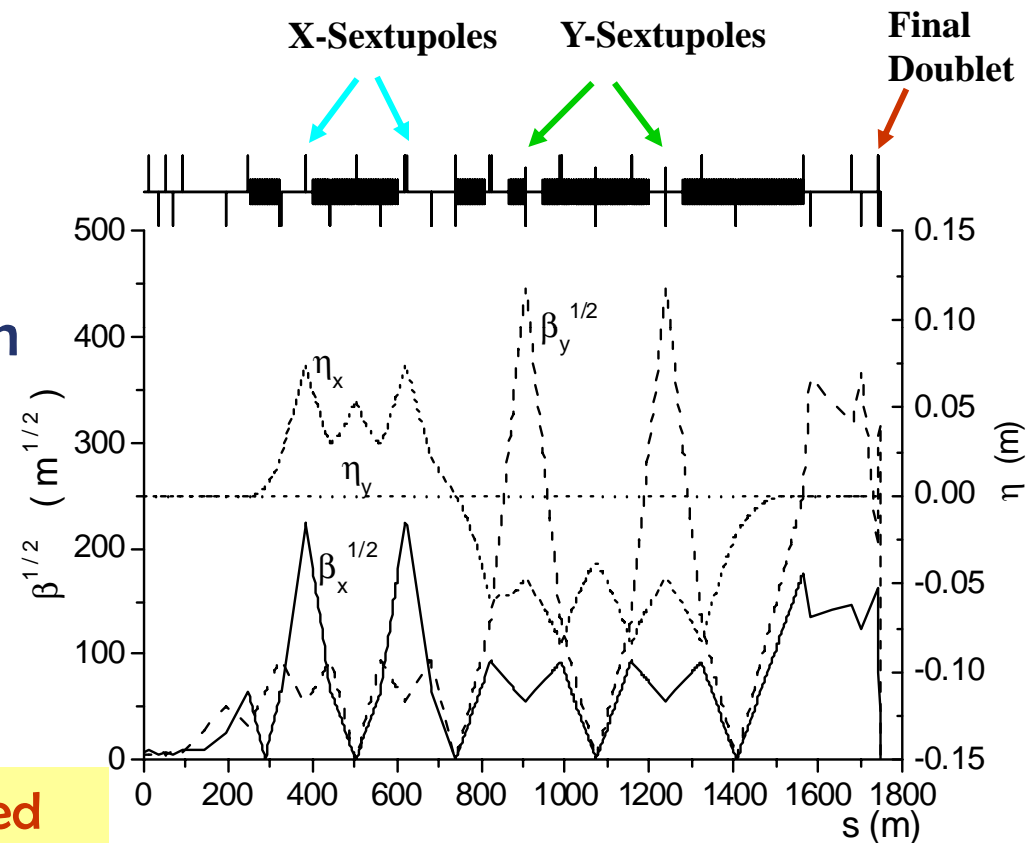 X-Sextupoles Y-Sextupoles Final
Doublet
500 0.15
400 0.10
300 0.05
200 0.00
100 -0.05
0 -0.10
-0.15
β^1/2 (m^1/2)
η (m)
β_y^1/2
η_x
η_y
β_x^1/2
0 200 400 600 800 1000 1200 1400 1600 1800
s (m)
n
ed